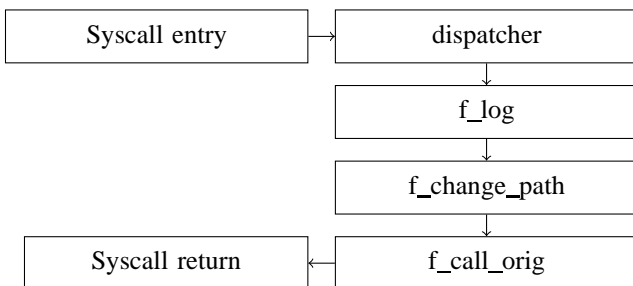 Syscall entry
dispatcher
f_log
f_change_path
f_call_orig
Syscall return